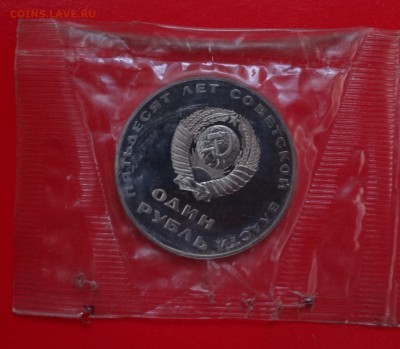 COINS.LAVE.RU
ПЯТЬДЕСЯТ ЛЕТ СОВЕТСКОЙ ВЛАСТИ
ОДИН
РУБЛЬ